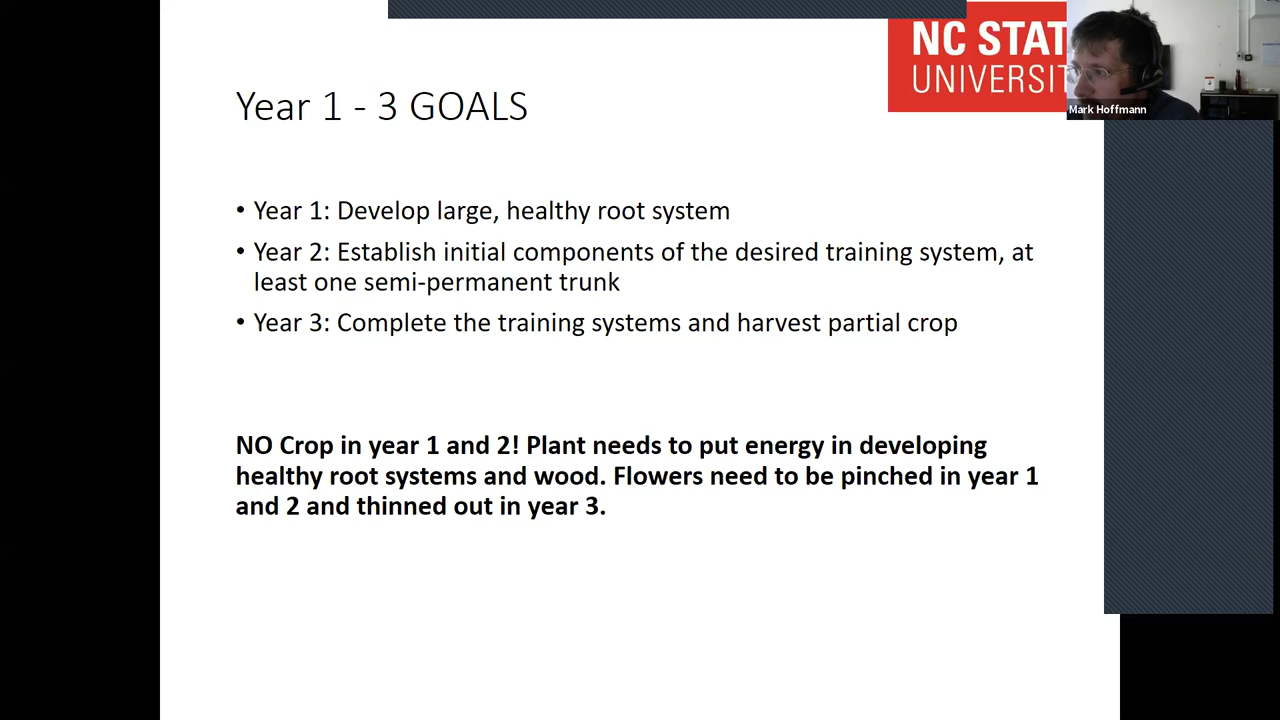 NC STAT
UNIVERSIT
Mark Hoffmann
Year 1 - 3 GOALS
• Year 1: Develop large, healthy root system
• Year 2: Establish initial components of the desired training system, at
least one semi-permanent trunk
• Year 3: Complete the training systems and harvest partial crop
NO Crop in year 1 and 2! Plant needs to put energy in developing
healthy root systems and wood. Flowers need to be pinched in year 1
and 2 and thinned out in year 3.